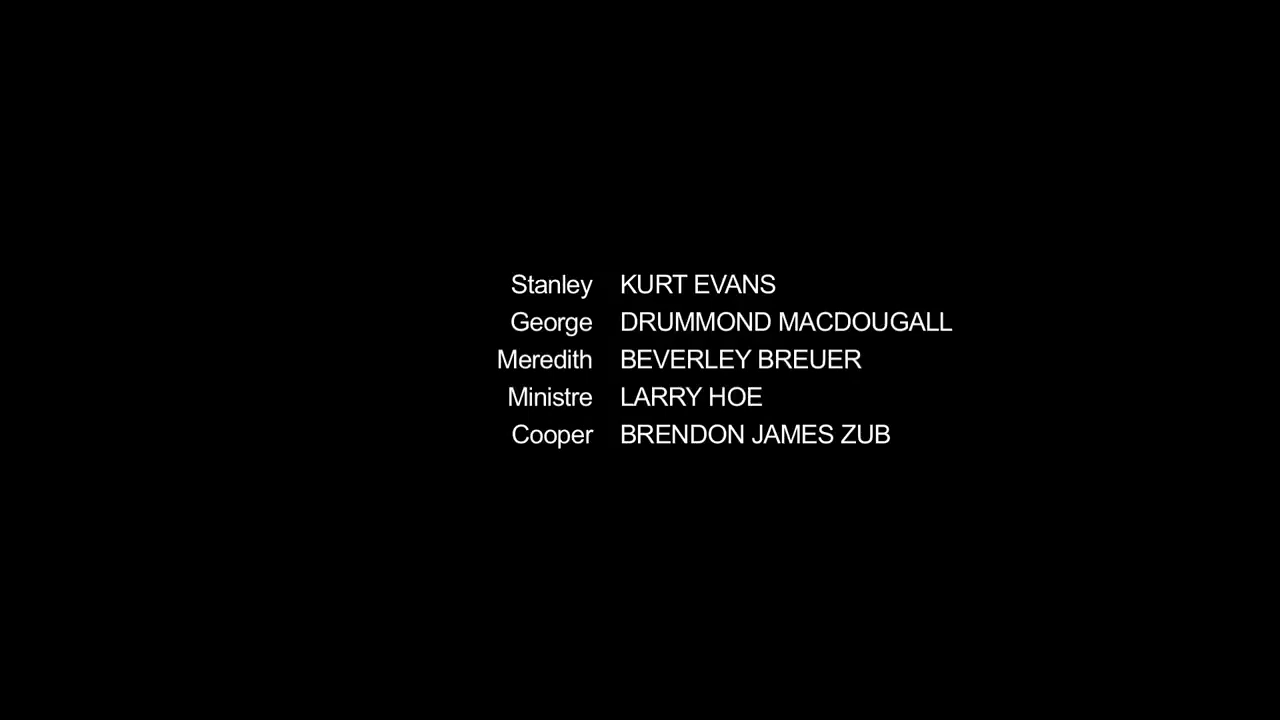 Stanley KURT EVANS
George DRUMMOND MACDOUGALL
Meredith BEVERLEY BREUER
Ministre LARRY HOE
Cooper BRENDON JAMES ZUB